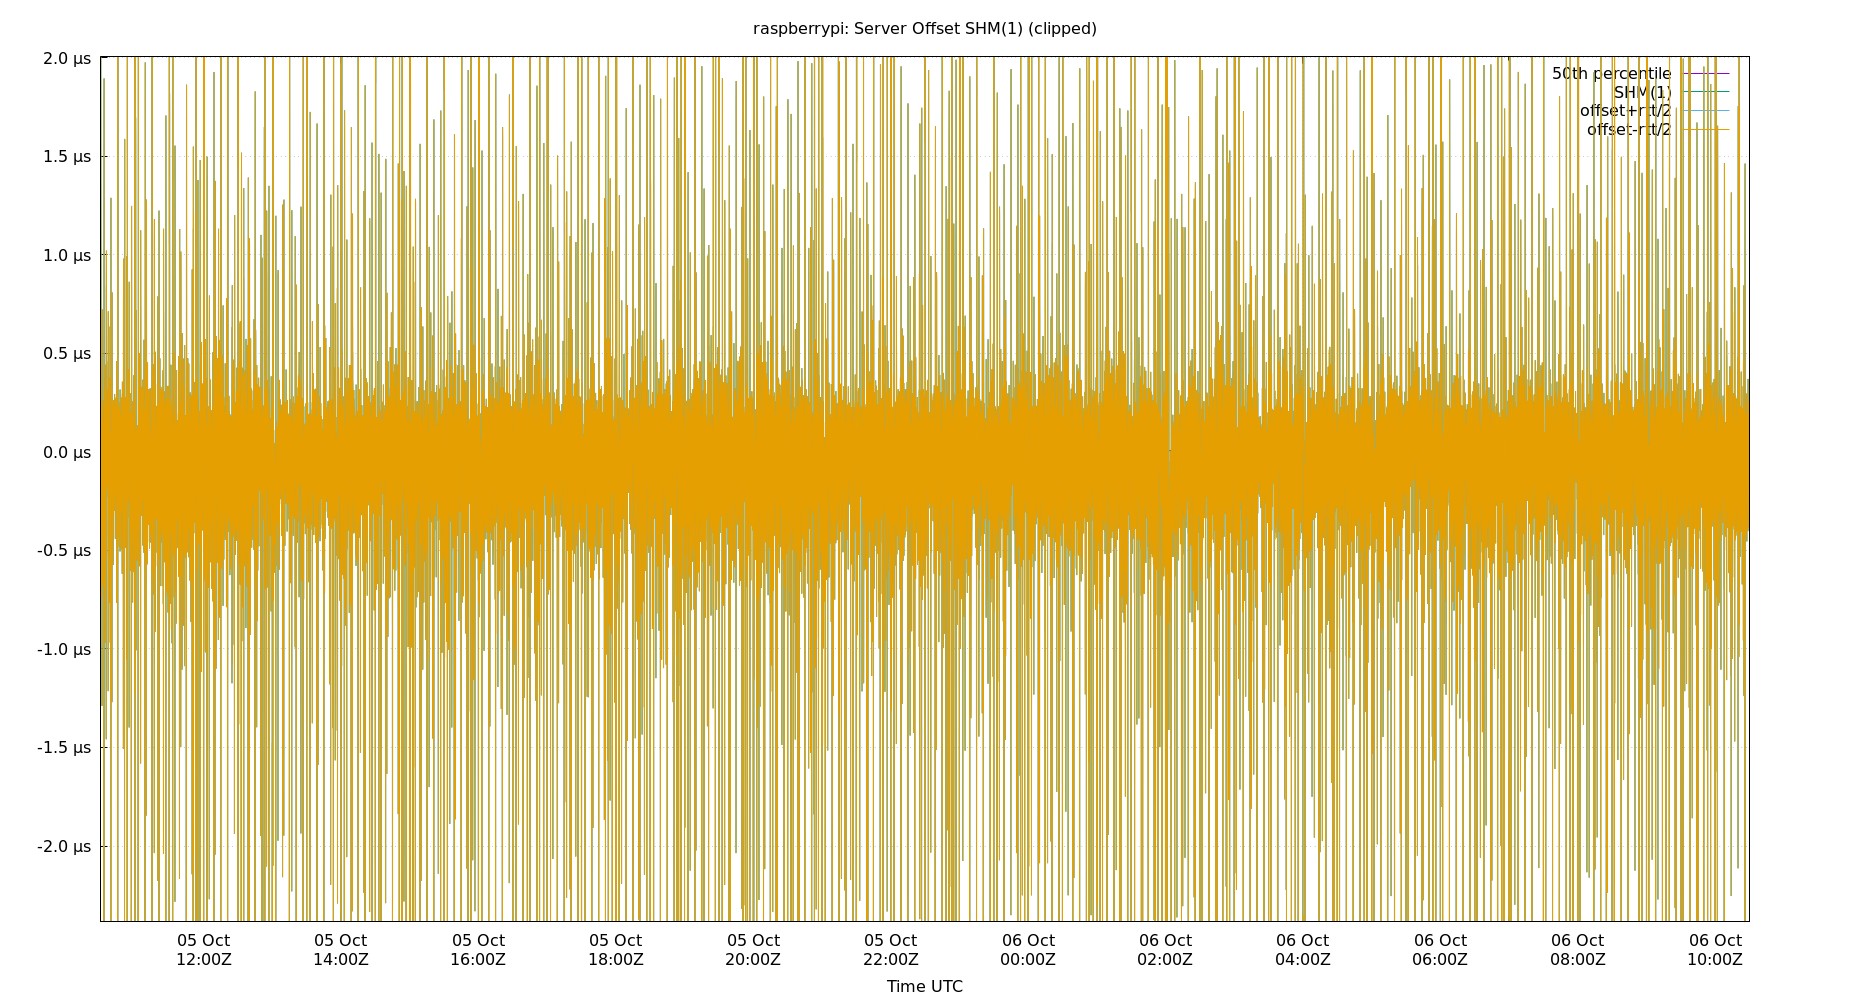 raspberrypi: Server Offset SHM(1) (clipped)
50th percentile
SHM(1)
offset+rtt/2
offset-rtt/2
2.0 µs
1.5 µs
1.0 µs
0.5 µs
0.0 µs
-0.5 µs
-1.0 µs
-1.5 µs
-2.0 µs
05 Oct 05 Oct 05 Oct 05 Oct 05 Oct 05 Oct 06 Oct 06 Oct 06 Oct 06 Oct 06 Oct 06 Oct
12:00Z 14:00Z 16:00Z 18:00Z 20:00Z 22:00Z 00:00Z 02:00Z 04:00Z 06:00Z 08:00Z 10:00Z
Time UTC